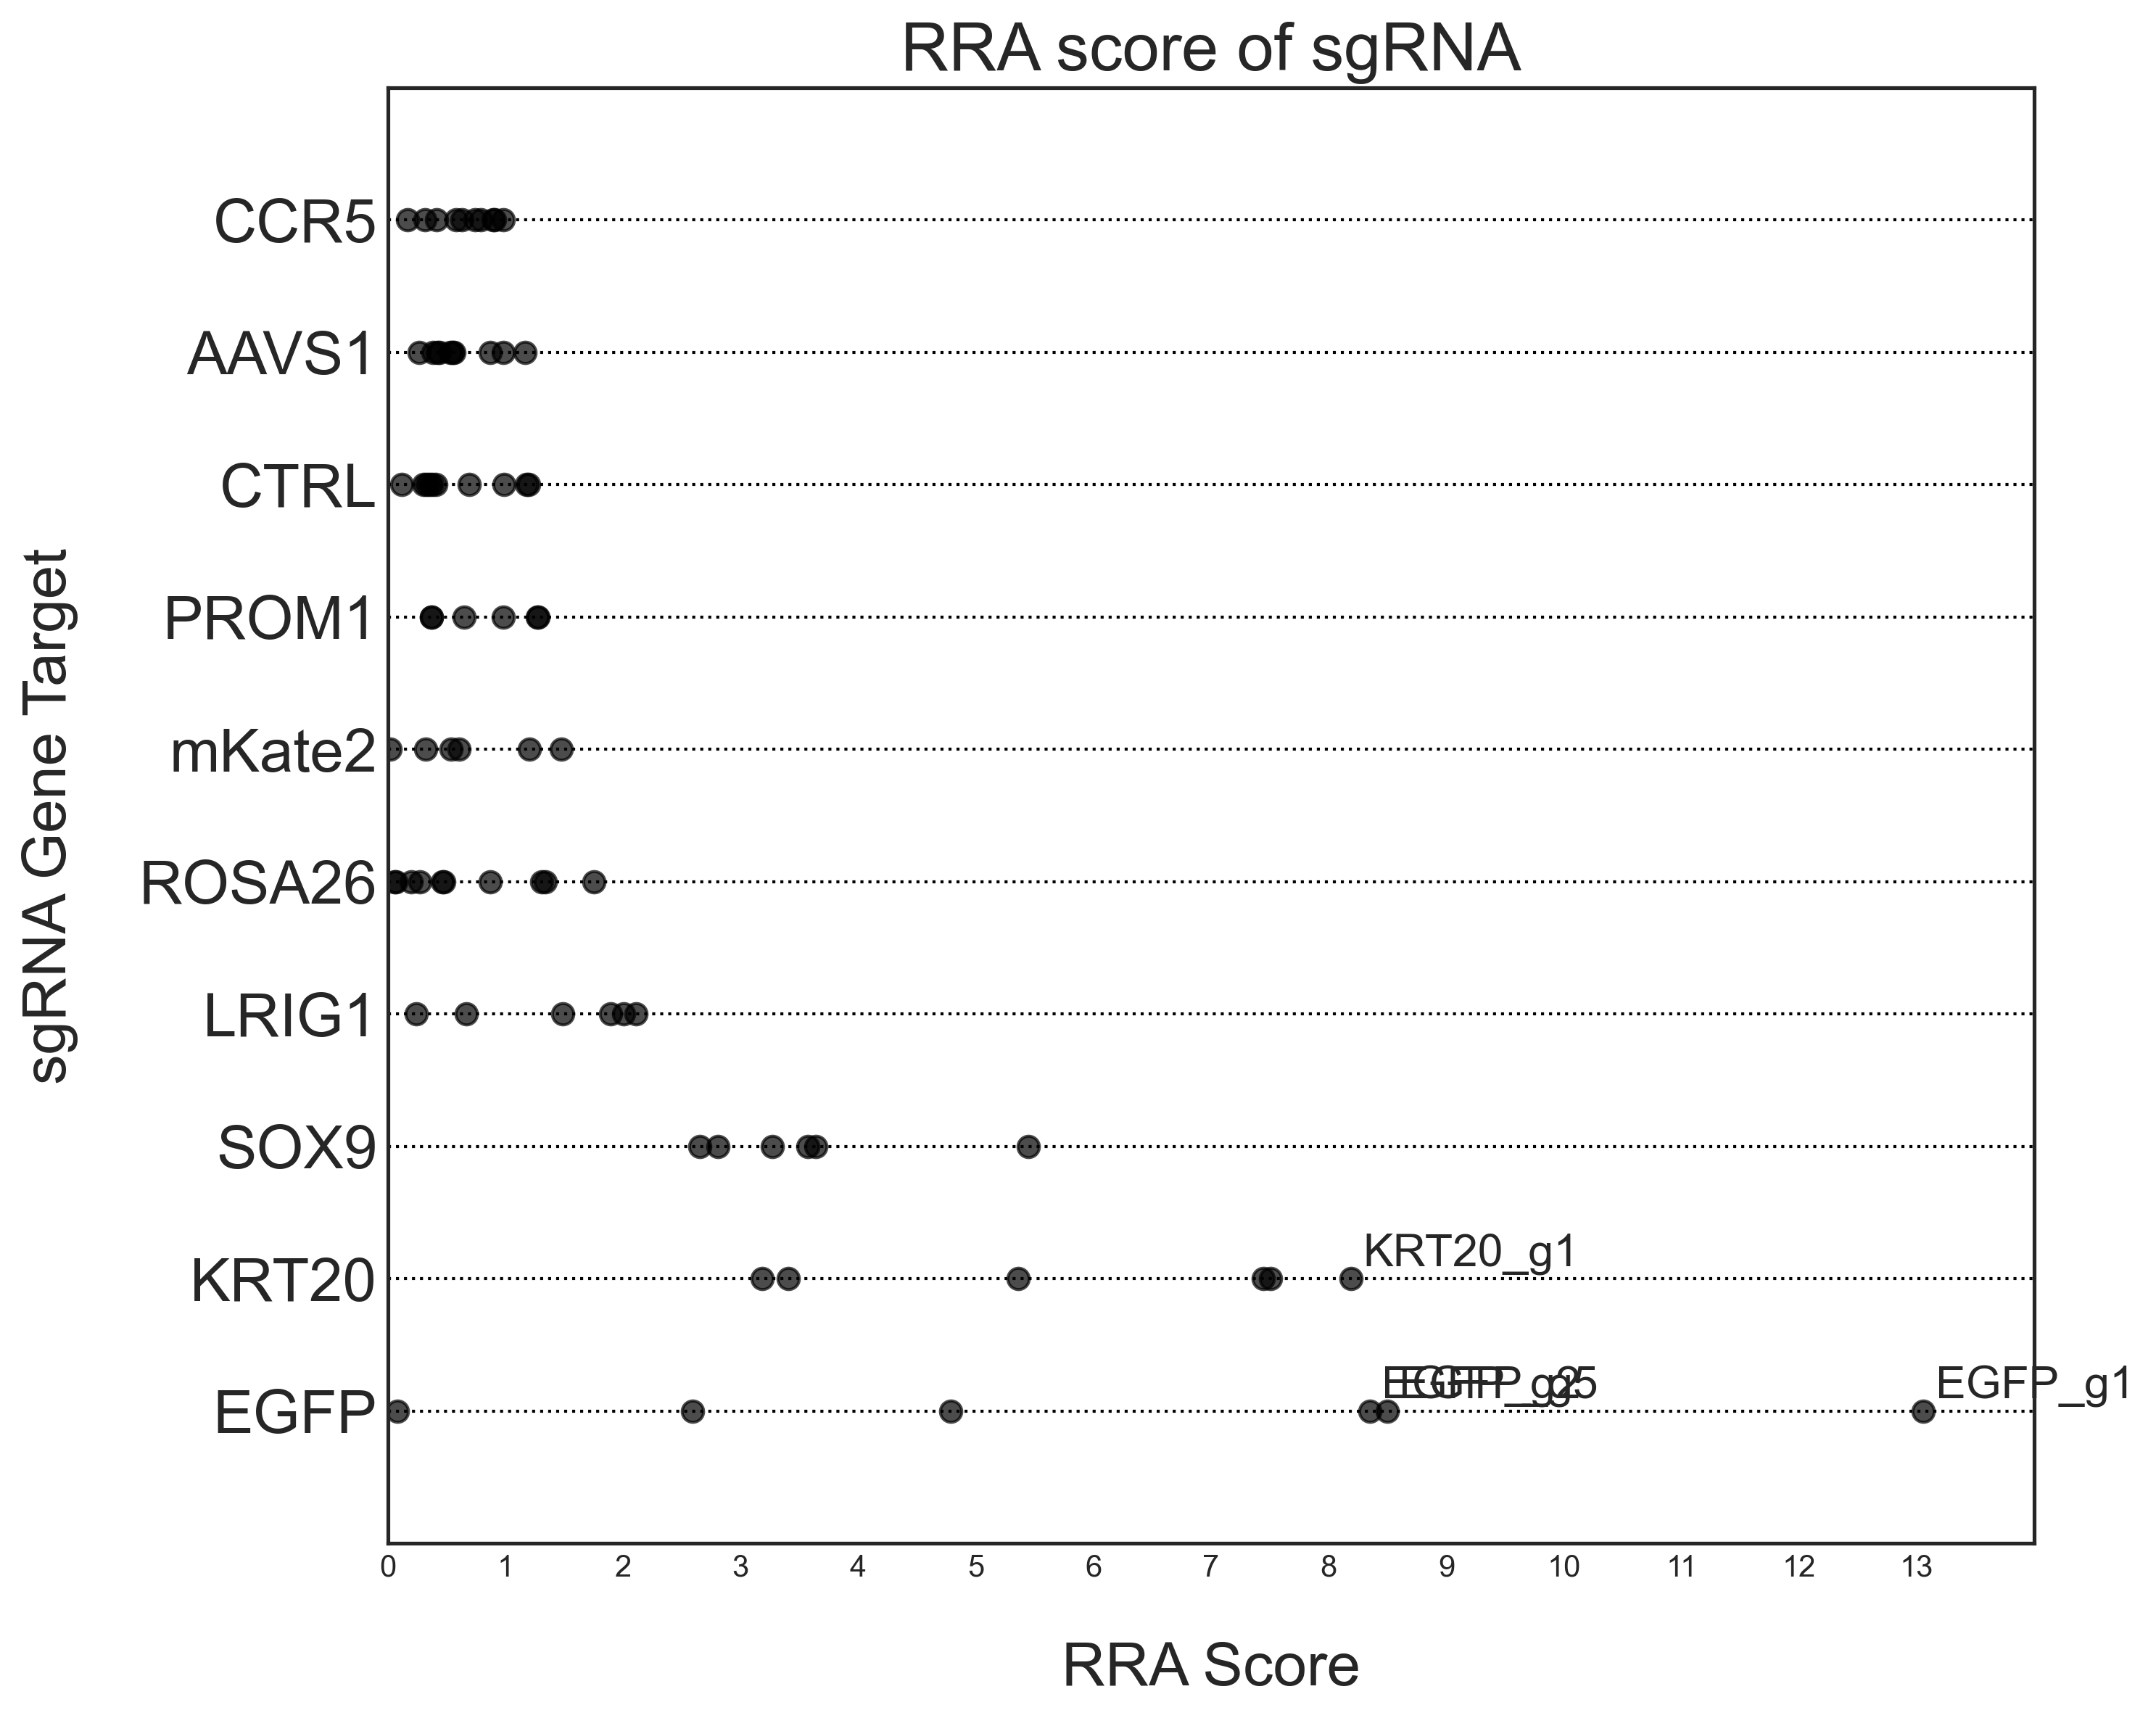 RRA score of sgRNA
sgRNA Gene Target
CCR5
AAVS1
CTRL
PROM1
mKate2
ROSA26
LRIG1
SOX9
KRT20
KRT20_g1
EGFP
EGFP_g1
0 1 2 3 4 5 6 7 8 9 10 11 12 13
RRA Score